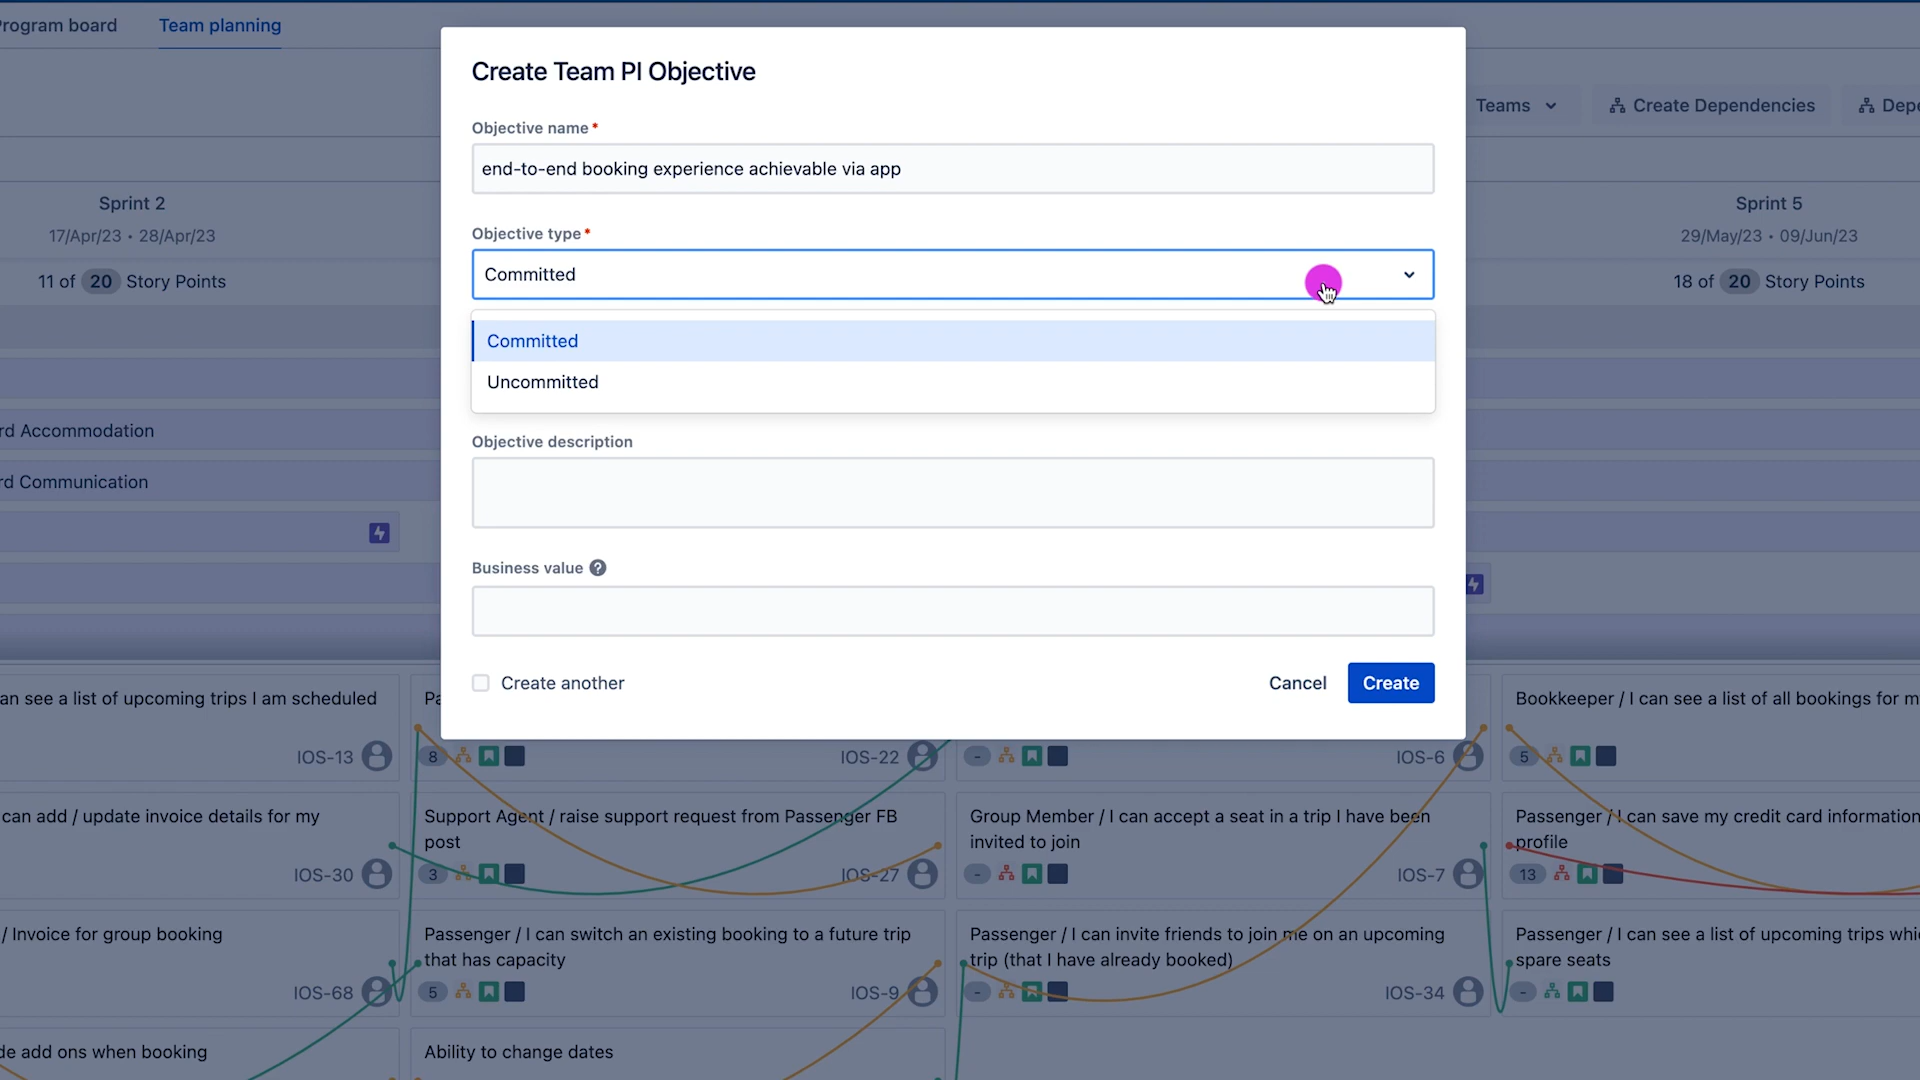 Program board
Team planning
Create Team PI Objective
Teams
Create Dependencies
Objective name *
end-to-end booking experience achievable via app
Sprint 2
17/Apr/23 • 28/Apr/23
11 of 20 Story Points
Sprint 5
29/May/23 • 09/Jun/23
18 of 20 Story Points
Objective type *
Committed
Committed
Uncommitted
rd Accommodation
rd Communication
Objective description
Business value ?
Create another
Cancel
Create
an see a list of upcoming trips I am scheduled
IOS-13
Pa
8
IOS-22
-
IOS-6
Bookkeeper / I can see a list of all bookings for m
5
can add / update invoice details for my
IOS-30
Support Agent / raise support request from Passenger FB
post
3
IOS-27
Group Member / I can accept a seat in a trip I have been
invited to join
-
IOS-7
Passenger / I can save my credit card information
profile
13
/ Invoice for group booking
IOS-68
Passenger / I can switch an existing booking to a future trip
that has capacity
5
IOS-9
Passenger / I can invite friends to join me on an upcoming
trip (that I have already booked)
-
IOS-34
Passenger / I can see a list of upcoming trips whi
spare seats
-
de add ons when booking
Ability to change dates